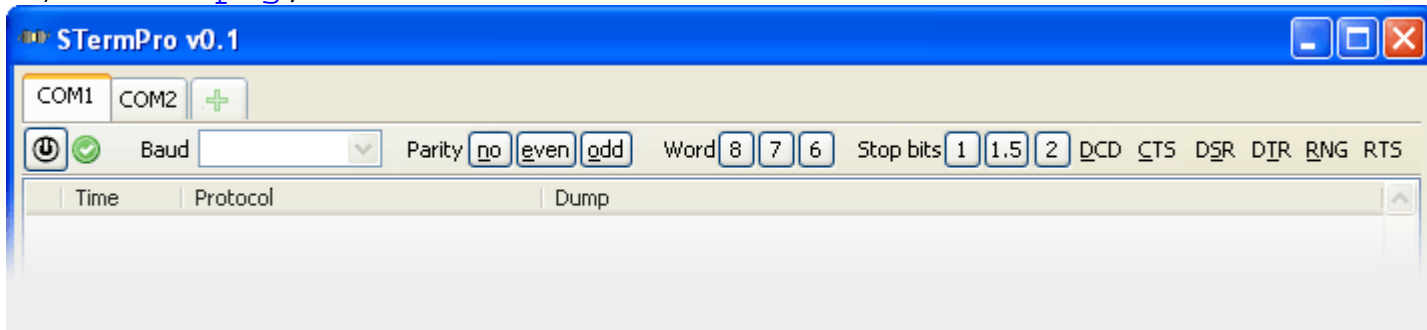 STermPro v0.1
COM1 COM2
Baud Parity no even odd Word 8 7 6 Stop bits 1 1.5 2 DCD CTS DSR DTR RNG RTS
Time Protocol Dump